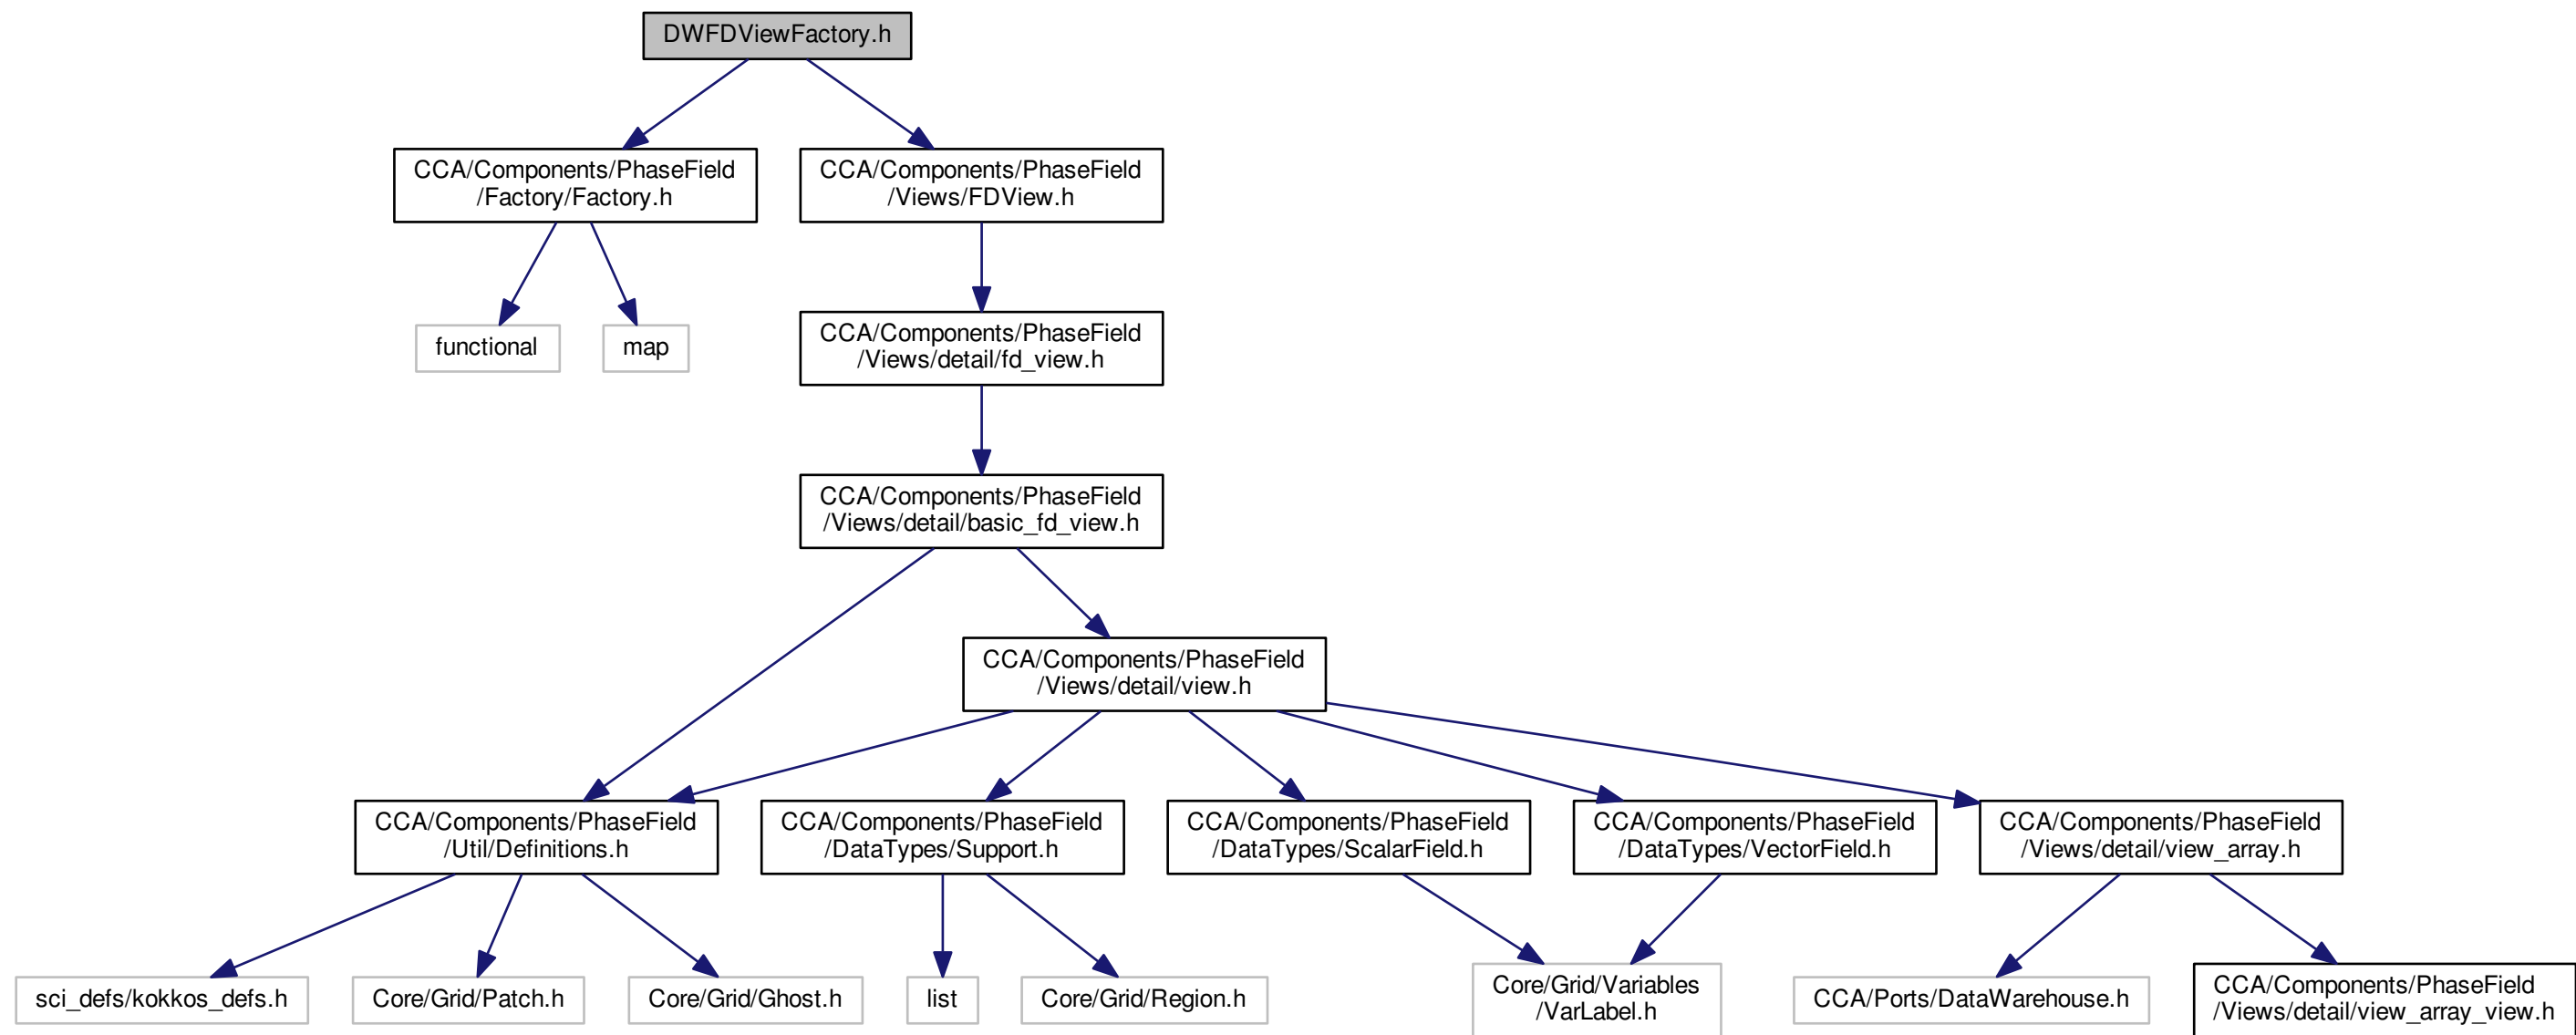 DWFDViewFactory.h
CCA/Components/PhaseField
/Factory/Factory.h
CCA/Components/PhaseField
/Views/FDView.h
functional
map
CCA/Components/PhaseField
/Views/detail/fd_view.h
CCA/Components/PhaseField
/Views/detail/basic_fd_view.h
CCA/Components/PhaseField
/Views/detail/view.h
CCA/Components/PhaseField
/Util/Definitions.h
CCA/Components/PhaseField
/DataTypes/Support.h
CCA/Components/PhaseField
/DataTypes/ScalarField.h
CCA/Components/PhaseField
/DataTypes/VectorField.h
CCA/Components/PhaseField
/Views/detail/view_array.h
sci_defs/kokkos_defs.h
Core/Grid/Patch.h
Core/Grid/Ghost.h
list
Core/Grid/Region.h
Core/Grid/Variables
/VarLabel.h
CCA/Ports/DataWarehouse.h
CCA/Components/PhaseField
/Views/detail/view_array_view.h